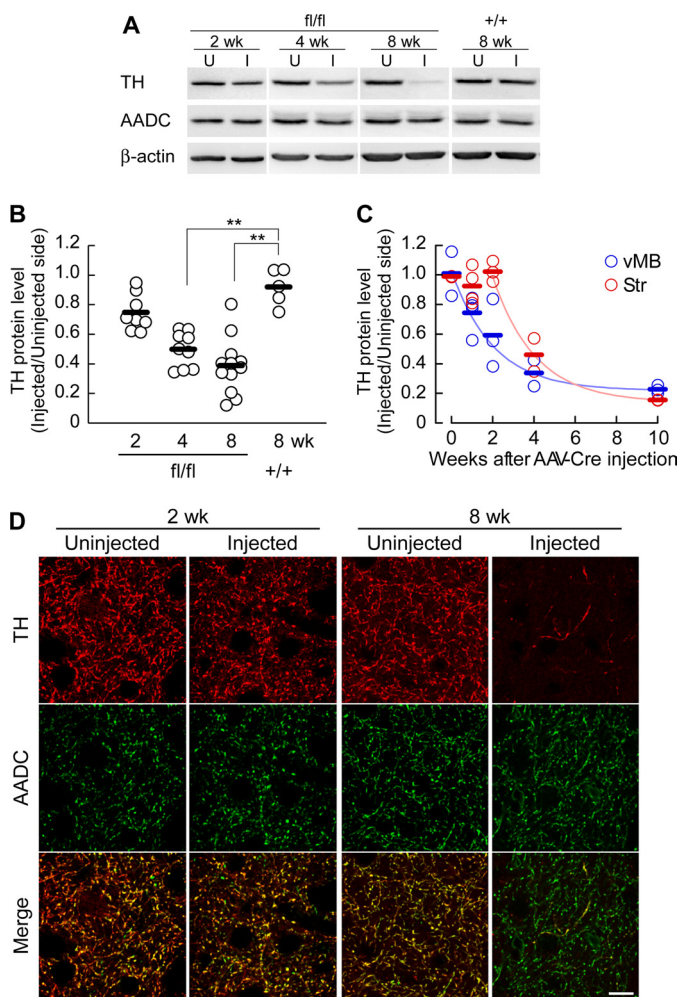 A
fl/fl
+/+
2 wk 4 wk 8 wk 8 wk
U I U I U I U I
TH
AADC
β-actin
B
TH protein level
(Injected/Uninjected side)
1.2
1.0
0.8
0.6
0.4
0.2
0
** 
**
2 4 8 8 wk
fl/fl +/+
C
TH protein level
(Injected/Uninjected side)
1.2
1.0
0.8
0.6
0.4
0.2
0
vMB
Str
0 2 4 6 8 10
Weeks after AAV-Cre injection
D
2 wk 8 wk
Uninjected Injected Uninjected Injected
TH
AADC
Merge